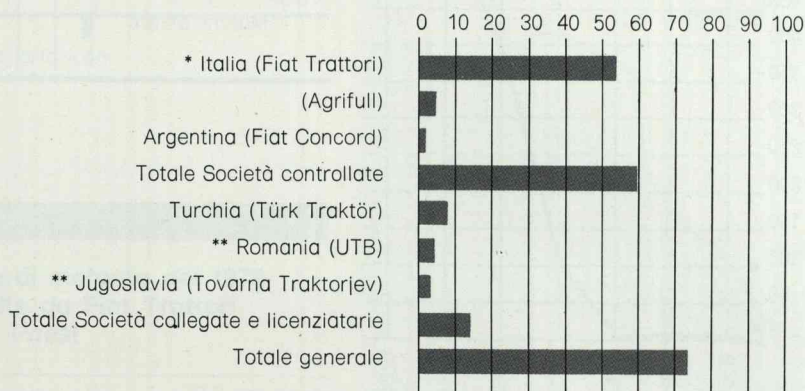 0 10 20 30 40 50 60 70 80 90 100
* Italia (Fiat Trattori)
(Agrifull)
Argentina (Fiat Concord)
Totale Società controllate
Turchia (Türk Traktör)
** Romania (UTB)
** Jugoslavia (Tovarna Traktorjev)
Totale Società collegate e licenziatarie
Totale generale